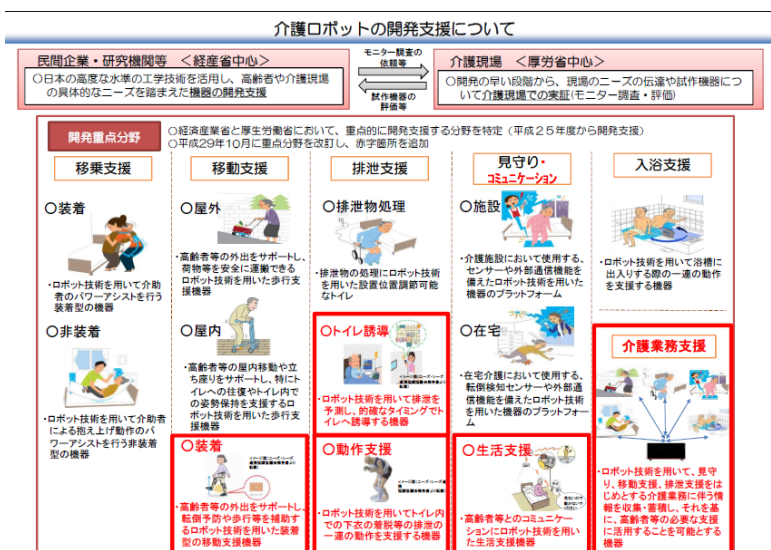 介護ロボットの開発支援について
民間企業・研究機関等　＜経産省中心＞
○日本の高度な水準の工学技術を活用し、高齢者や介護現場
の具体的なニーズを踏まえた機器の開発支援
モニター調査の
依頼等
試作機器の
評価等
介護現場　＜厚労省中心＞
○開発の早い段階から、現場のニーズの伝達や試作機器につ
いて介護現場での実証(モニター調査・評価)
開発重点分野
○経済産業省と厚生労働省において、重点的に開発支援する分野を特定（平成２５年度から開発支援）
○平成29年10月に重点分野を改訂し、赤字箇所を追加
移乗支援
○装着
・ロボット技術を用いて介助
者のパワーアシストを行う
装着型の機器
○非装着
・ロボット技術を用いて介助者
による抱え上げ動作のパ
ワーアシストを行う非装着
型の機器
移動支援
○屋外
・高齢者等の外出をサポートし、
荷物等を安全に運搬できる
ロボット技術を用いた歩行支
援機器
○屋内
・高齢者等の屋内移動や立
ち座りをサポートし、特にト
イレへの往復やトイレ内で
の姿勢保持を支援するロ
ボット技術を用いた歩行支
援機器
○装着
・高齢者等の外出をサポートし、
転倒予防や歩行等を補助す
るロボット技術を用いた装着
型の移動支援機器
排泄支援
○排泄物処理
・排泄物の処理にロボット技術
を用いた設置位置調節可能
なトイレ
○トイレ誘導
・ロボット技術を用いて排泄を
予測し、的確なタイミングでト
イレへ誘導する機器
○動作支援
・ロボット技術を用いてトイレ内
での下衣の着脱等の排泄の
一連の動作を支援する機器
見守り・
コミュニケーション
○施設
・介護施設において使用する、
センサーや外部通信機能を
備えたロボット技術を用いた
機器のプラットフォーム
○在宅
・在宅介護において使用する、
転倒検知センサーや外部通
信機能を備えたロボット技術
を用いた機器のプラットフォー
ム
○生活支援
・高齢者等とのコミュニケー
ションにロボット技術を用い
た生活支援機器
入浴支援
・ロボット技術を用いて浴槽に
出入りする際の一連の動作
を支援する機器
介護業務支援
・ロボット技術を用いて、見守
り、移動支援、排泄支援をは
じめとする介護業務に伴う情
報を収集・蓄積し、それを基
に、高齢者等の必要な支援
に活用することを可能とする
機器